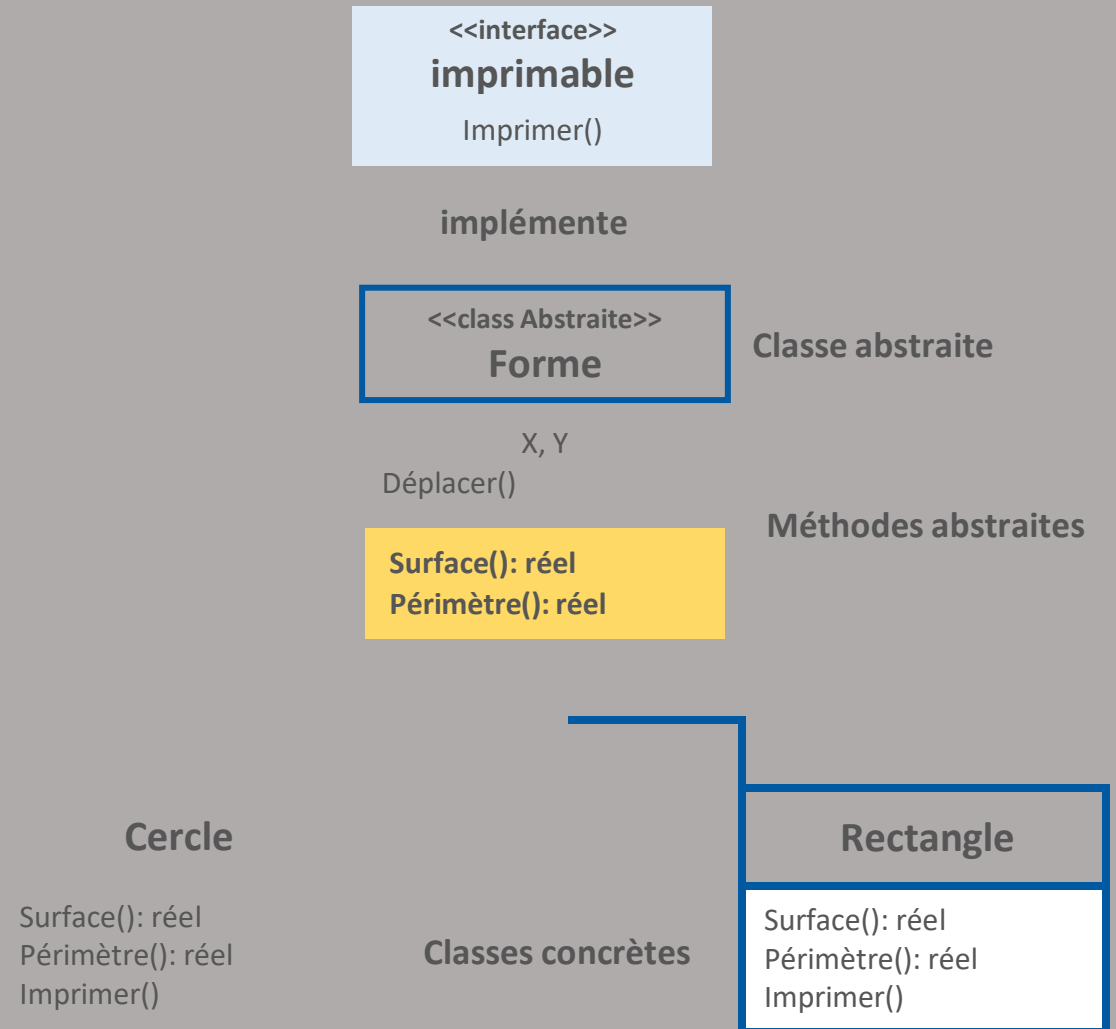 <<interface>>
imprimable
Imprimer()
implémente
<<class Abstraite>>
Forme
Classe abstraite
X, Y
Déplacer()
Méthodes abstraites
Surface(): réel
Périmètre(): réel
Cercle
Surface(): réel
Périmètre(): réel
Imprimer()
Classes concrètes
Rectangle
Surface(): réel
Périmètre(): réel
Imprimer()